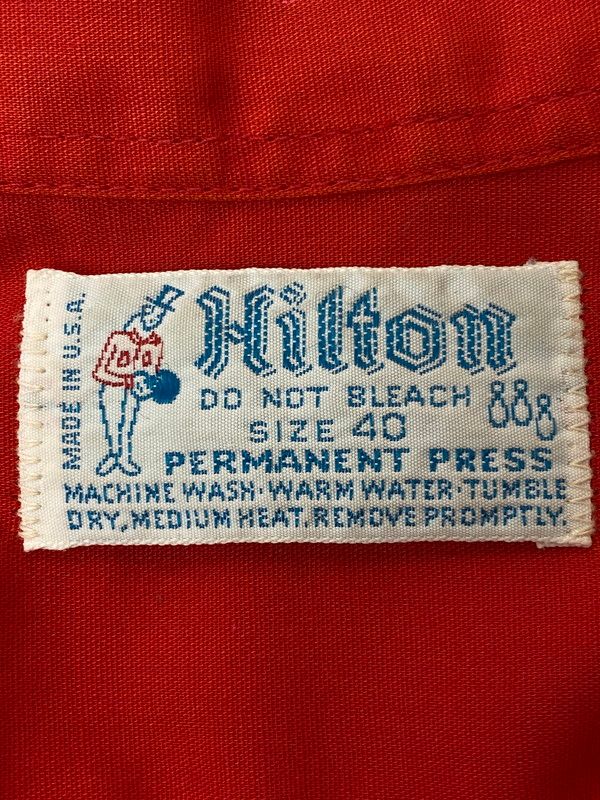 MADE IN U.S.A.
Hilton
DO NOT BLEACH
SIZE 40
PERMANENT PRESS
MACHINE WASH·WARM WATER·TUMBLE
DRY, MEDIUM HEAT, REMOVE PROMPTLY.